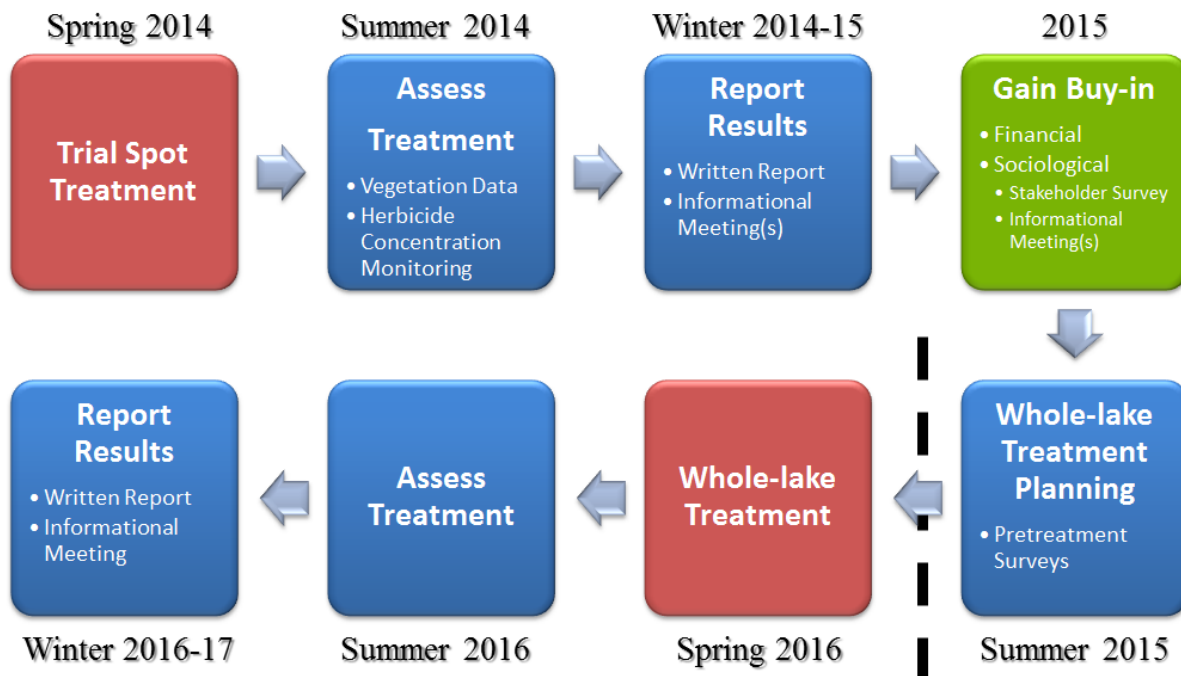 Spring 2014
Trial Spot
Treatment
Summer 2014
Assess
Treatment
• Vegetation Data
• Herbicide
Concentration
Monitoring
Winter 2014-15
Report
Results
• Written Report
• Informational
Meeting(s)
2015
Gain Buy-in
• Financial
• Sociological
• Stakeholder Survey
• Informational
Meeting(s)
Whole-lake
Treatment
Planning
• Pretreatment
Surveys
Summer 2015
Whole-lake
Treatment
Spring 2016
Assess
Treatment
Summer 2016
Report
Results
• Written Report
• Informational
Meeting
Winter 2016-17